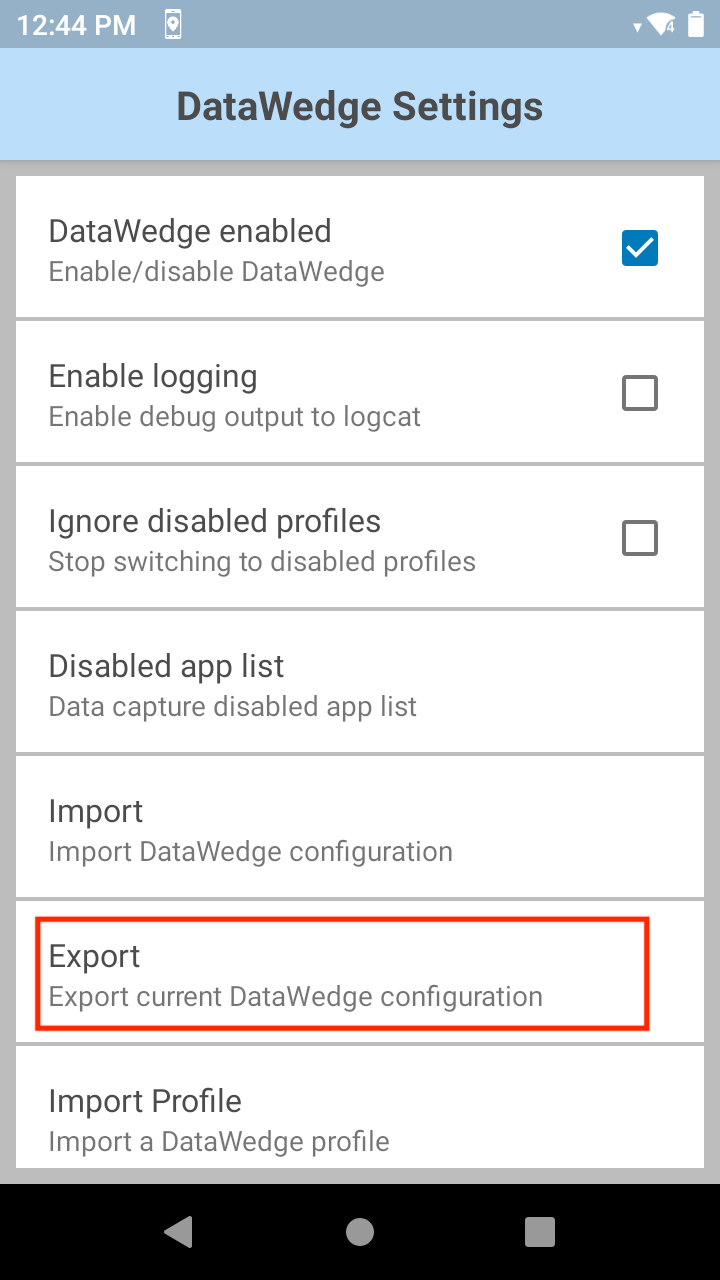 12:44 PM
4
DataWedge Settings
DataWedge enabled
Enable/disable DataWedge
Enable logging
Enable debug output to logcat
Ignore disabled profiles
Stop switching to disabled profiles
Disabled app list
Data capture disabled app list
Import
Import DataWedge configuration
Export
Export current DataWedge configuration
Import Profile
Import a DataWedge profile